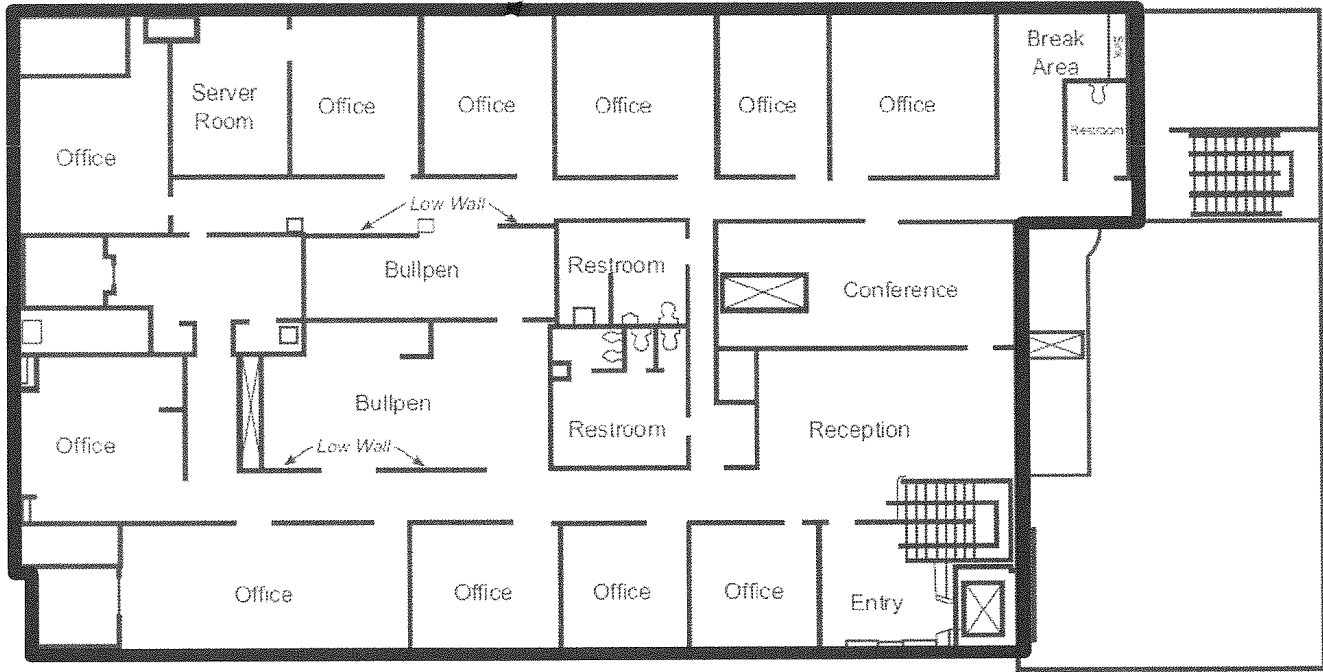 Break
Area
Server
Room
Office
Office
Office
Office
Office
Restroom
Office
Low Wall
Bullpen
Restroom
Conference
Bullpen
Restroom
Reception
Office
Low Wall
Office
Office
Office
Office
Entry